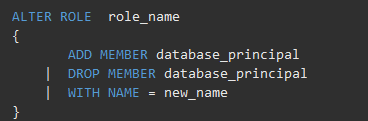 ALTER ROLE  role_name
{
       ADD MEMBER database_principal
    |  DROP MEMBER database_principal
    |  WITH NAME = new_name
}